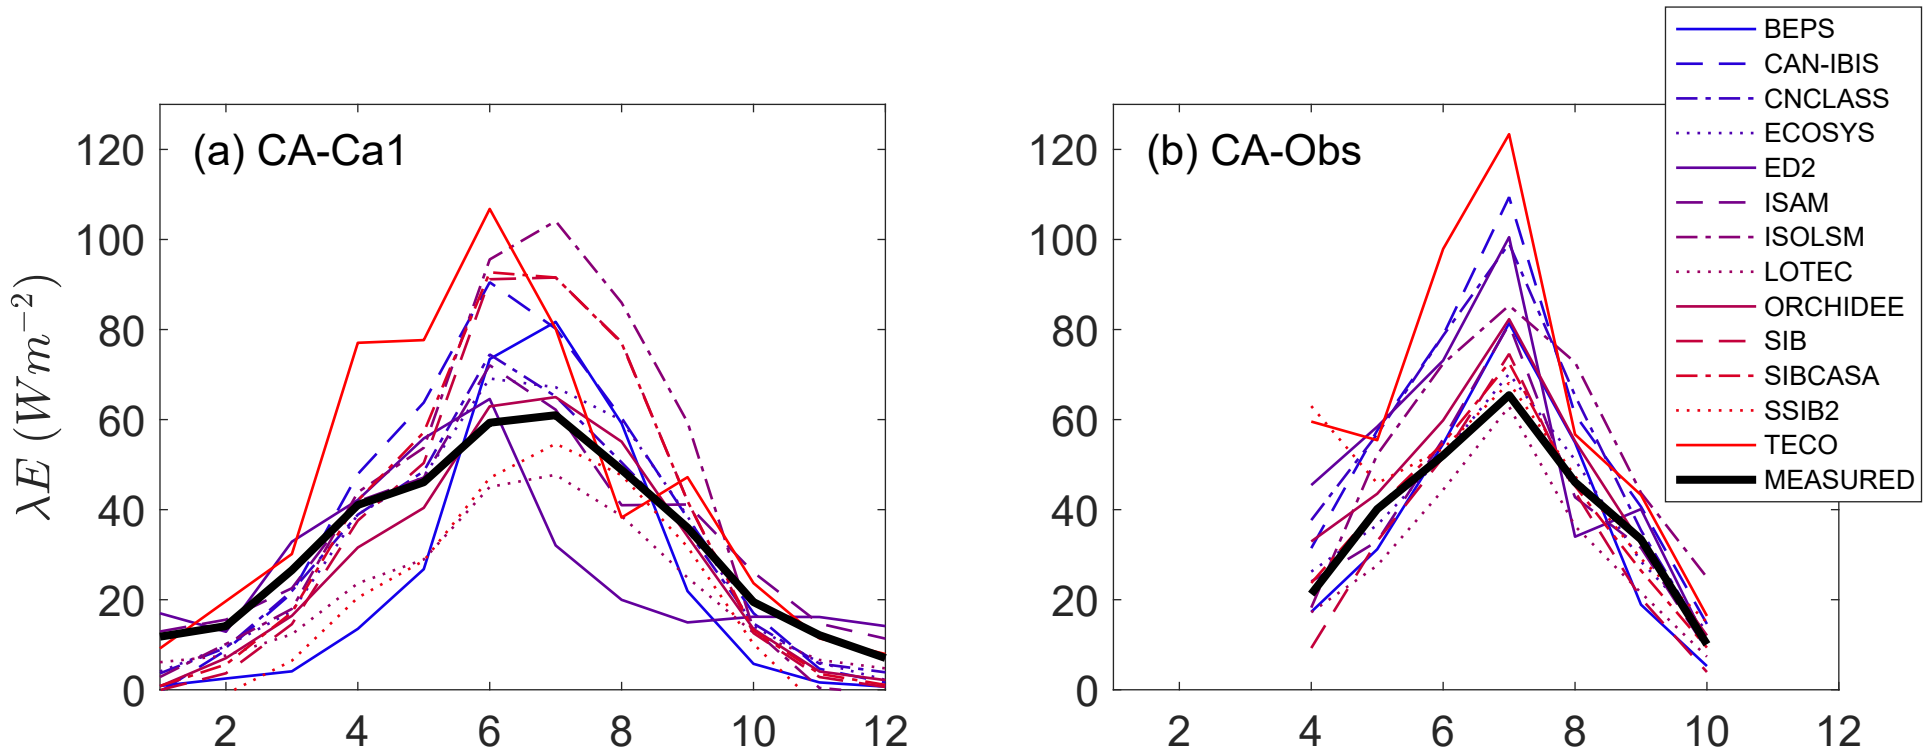 (a) CA-Ca1
λE (Wm⁻²)
120
100
80
60
40
20
0
2 4 6 8 10 12
(b) CA-Obs
120
100
80
60
40
20
0
2 4 6 8 10 12
BEPS
CAN-IBIS
CNCLASS
ECOSYS
ED2
ISAM
ISOLSM
LOTEC
ORCHIDEE
SIB
SIBCASA
SSIB2
TECO
MEASURED